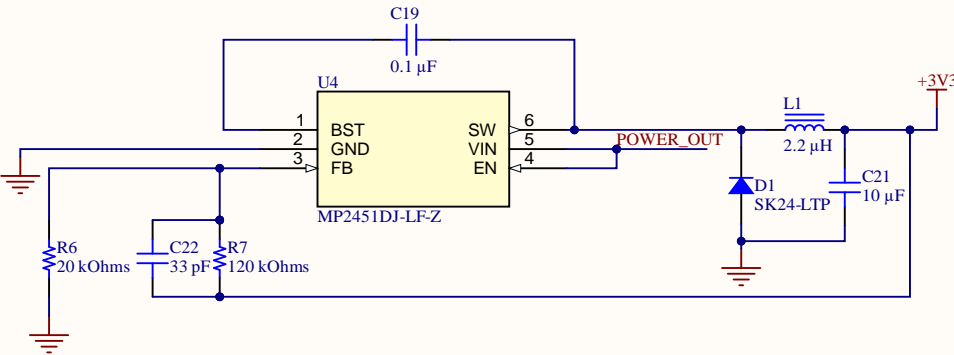 C19
0.1 µF
U4
+3V3
1
BST
SW
6
L1
2
GND
VIN
5
POWER_OUT
2.2 µH
3
FB
EN
4
D1
SK24-LTP
C21
10 µF
MP2451DJ-LF-Z
R6
20 kOhms
C22
33 pF
R7
120 kOhms